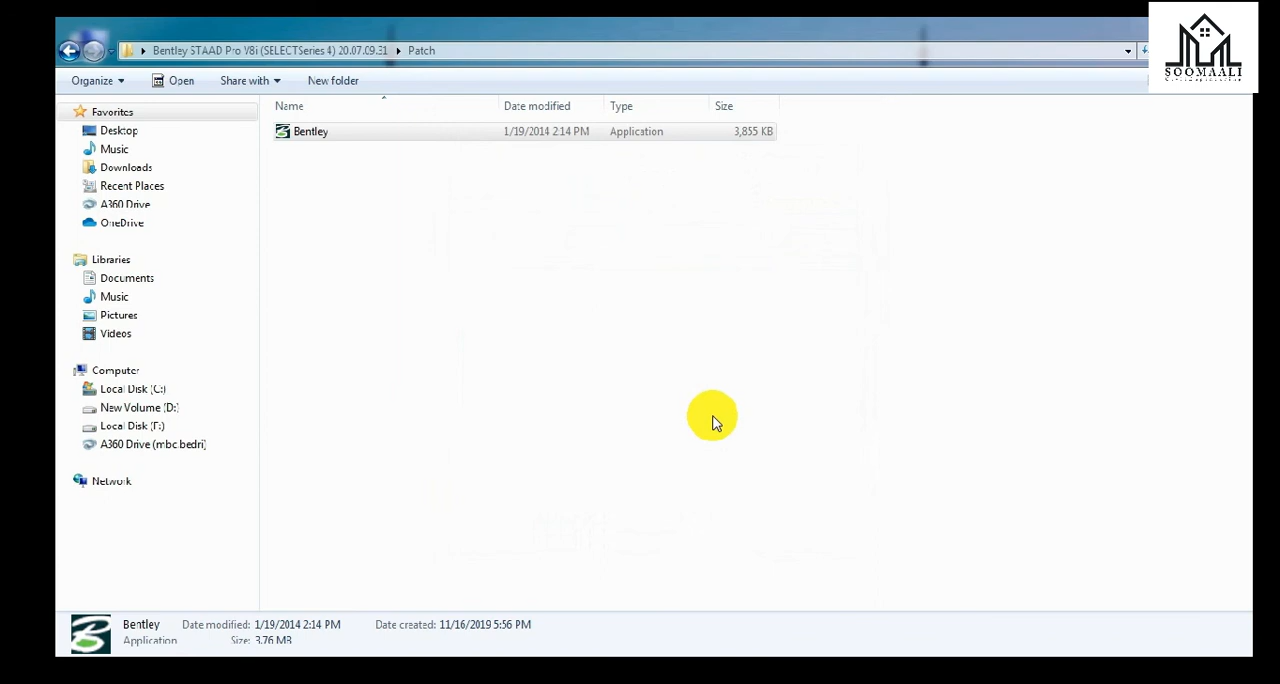 SOOMAALI
Bentley STAAD Pro V8i (SELECTSeries 4) 20.07.09.31 Patch
Organize Open Share with New folder
Name Date modified Type Size
Bentley 1/19/2014 2:14 PM Application 3,855 KB
Favorites
Desktop
Music
Downloads
Recent Places
A360 Drive
OneDrive
Libraries
Documents
Music
Pictures
Videos
Computer
Local Disk (C:)
New Volume (D:)
Local Disk (F:)
A360 Drive (mbc.bedri)
Network
Bentley Date modified: 1/19/2014 2:14 PM Date created: 11/16/2019 5:56 PM
Application Size: 3.76 MB